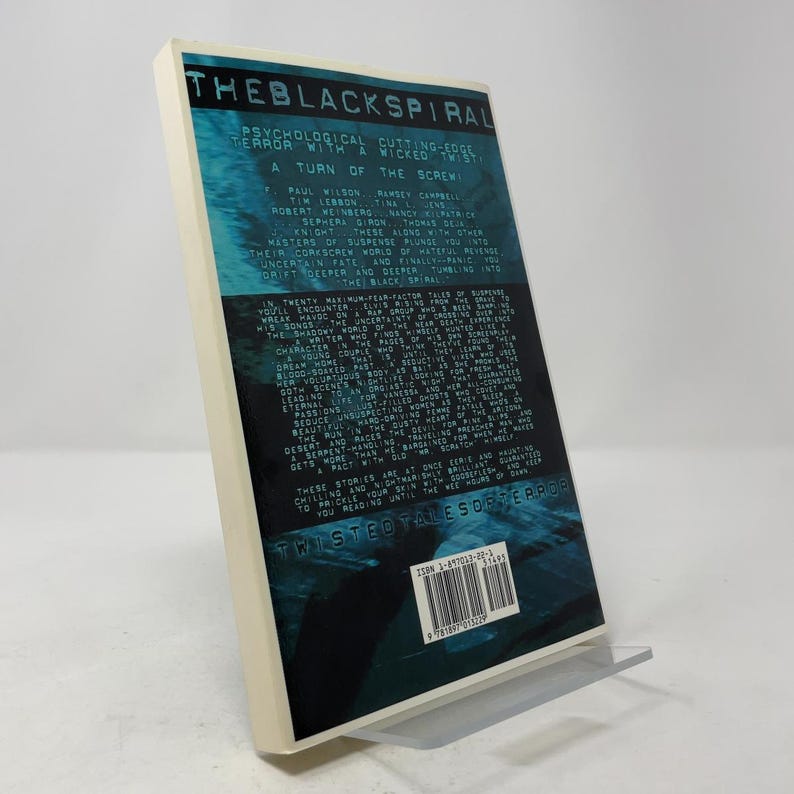 THEBLACKSPIRAL
PSYCHOLOGICAL CUTTING-EDGE
TERROR WITH A WICKED TWIST!
A TURN OF THE SCREW!
F. PAUL WILSON...RAMSEY CAMPBELL...
TIM LEBBON...TINA L. JENS...
ROBERT WEINBERG...NANCY KILPATRICK
... SEPHERA GIRON...THOMAS DEJA...
J. KNIGHT...THESE ALONG WITH OTHER
MASTERS OF SUSPENSE PLUNGE YOU INTO
THEIR CORKSCREW WORLD OF HATEFUL REVENGE,
UNCERTAIN FATE, AND FINALLY--PANIC. YOU
DRIFT DEEPER AND DEEPER, TUMBLING INTO
"THE BLACK SPIRAL."
IN TWENTY MAXIMUM-FEAR-FACTOR TALES OF SUSPENSE
YOU'LL ENCOUNTER...ELVIS RISING FROM THE GRAVE TO
WREAK HAVOC ON A RAP GROUP WHO'S BEEN SAMPLING
HIS SONGS...THE UNCERTAINTY OF CROSSING OVER INTO
THE SHADOWY WORLD OF THE NEAR DEATH EXPERIENCE
...A WRITER WHO FINDS HIMSELF HUNTED LIKE A
CHARACTER IN THE PAGES OF HIS OWN SCREENPLAY
...A YOUNG COUPLE WHO THINK THEY'VE FOUND THEIR
DREAM HOME, THAT IS UNTIL THEY LEARN OF ITS
BLOOD-SOAKED PAST...A SEDUCTIVE VIXEN WHO USES
HER VOLUPTUOUS BODY AS BAIT AS SHE PROWLS THE
GOTH SCENE'S NIGHTLIFE LOOKING FOR FRESH MEAT
LEADING TO AN ORGIASTIC NIGHT THAT GUARANTEES
ETERNAL LIFE FOR VANESSA AND HER ALL-CONSUMING
PASSIONS...LUST-FILLED GHOSTS WHO COVET AND
SEDUCE UNSUSPECTING WOMEN AS THEY SLEEP...A
BEAUTIFUL, HARD-DRIVING FEMME FATALE WHO'S ON
THE RUN IN THE DUSTY HEART OF THE ARIZONA
DESERT AND RACES THE DEVIL FOR PINK SLIPS...AND
A SERPENT-HANDLING, TRAVELING PREACHER MAN WHO
GETS MORE THAN HE BARGAINED FOR WHEN HE MAKES
A PACT WITH OLD "MR. SCRATCH" HIMSELF.
THESE STORIES ARE AT ONCE EERIE AND HAUNTING,
CHILLING AND NIGHTMARISHLY BRILLIANT, GUARANTEED
TO PRICKLE YOUR SKIN WITH GOOSEFLESH, AND KEEP
YOU READING UNTIL THE WEE HOURS OF DAWN.
TWISTEDTALESOFTERROR
ISBN 1-897013-22-1
51495
9 781897 013229